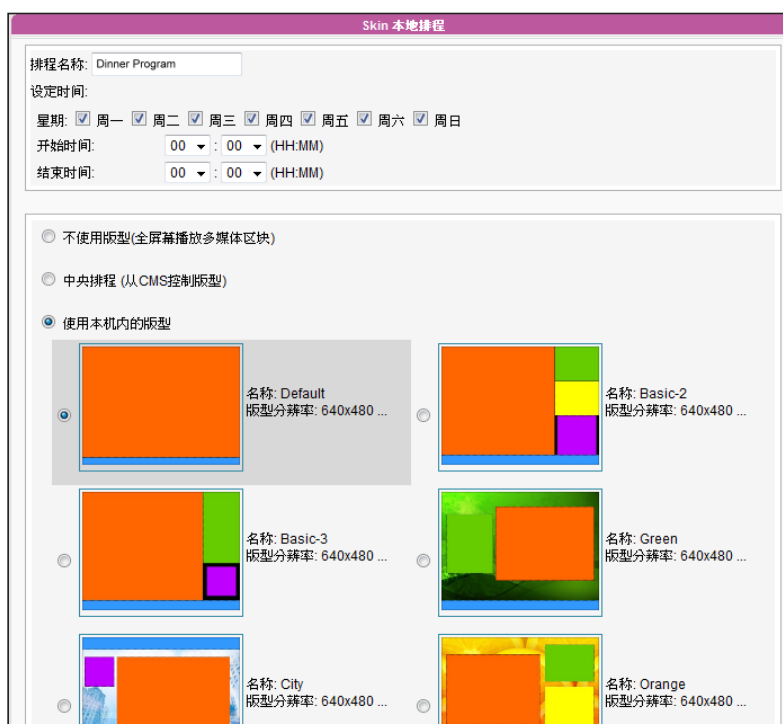 Skin 本地排程
排程名称: Dinner Program
设定时间:
星期: 周一 周二 周三 周四 周五 周六 周日
开始时间: 00 : 00 (HH:MM)
结束时间: 00 : 00 (HH:MM)
不使用版型(全屏幕播放多媒体区块)
中央排程 (从CMS控制版型)
使用本机内的版型
名称: Default
版型分辨率: 640x480 ...
名称: Basic-2
版型分辨率: 640x480 ...
名称: Basic-3
版型分辨率: 640x480 ...
名称: Green
版型分辨率: 640x480 ...
名称: City
版型分辨率: 640x480 ...
名称: Orange
版型分辨率: 640x480 ...